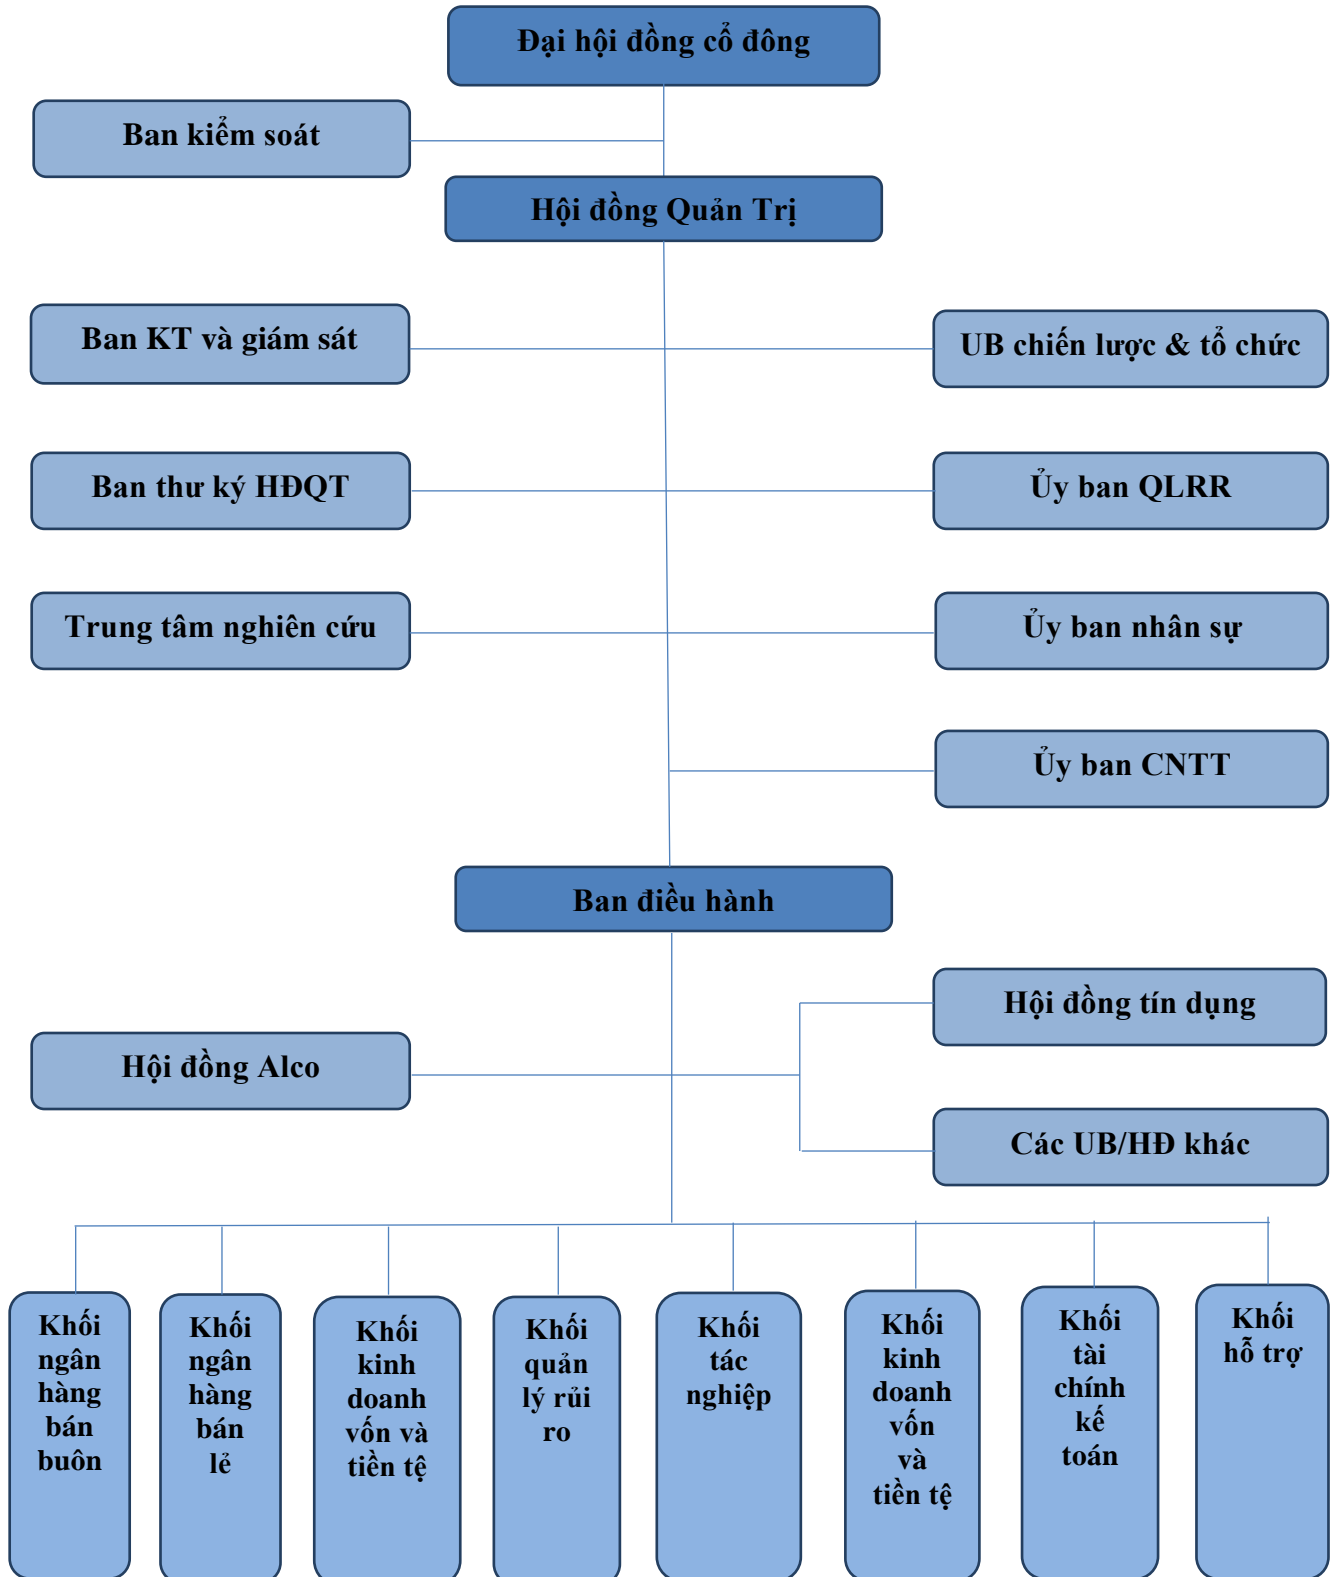 Đại hội đồng cổ đông
Ban kiểm soát
Hội đồng Quản Trị
Ban KT và giám sát
UB chiến lược & tổ chức
Ban thư ký HĐQT
Ủy ban QLRR
Trung tâm nghiên cứu
Ủy ban nhân sự
Ủy ban CNTT
Ban điều hành
Hội đồng tín dụng
Hội đồng Alco
Các UB/HĐ khác
Khối
ngân
hàng
bán
buôn
Khối
ngân
hàng
bán
lẻ
Khối
kinh
doanh
vốn và
tiền tệ
Khối
quản
lý rủi
ro
Khối
tác
nghiệp
Khối
kinh
doanh
vốn
và
tiền tệ
Khối
tài
chính
kế
toán
Khối
hỗ trợ